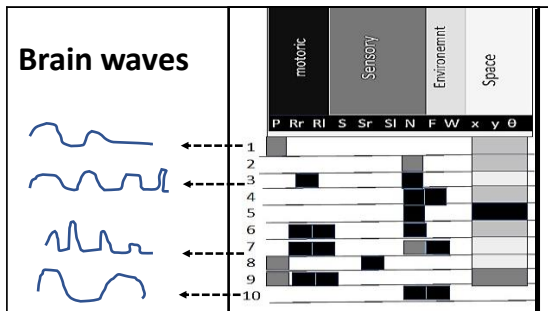 Brain waves
motoric
Sensory
Environemnt
Space
P Rr Rl S Sr Sl N F W x y θ
1
2
3
4
5
6
7
8
9
10